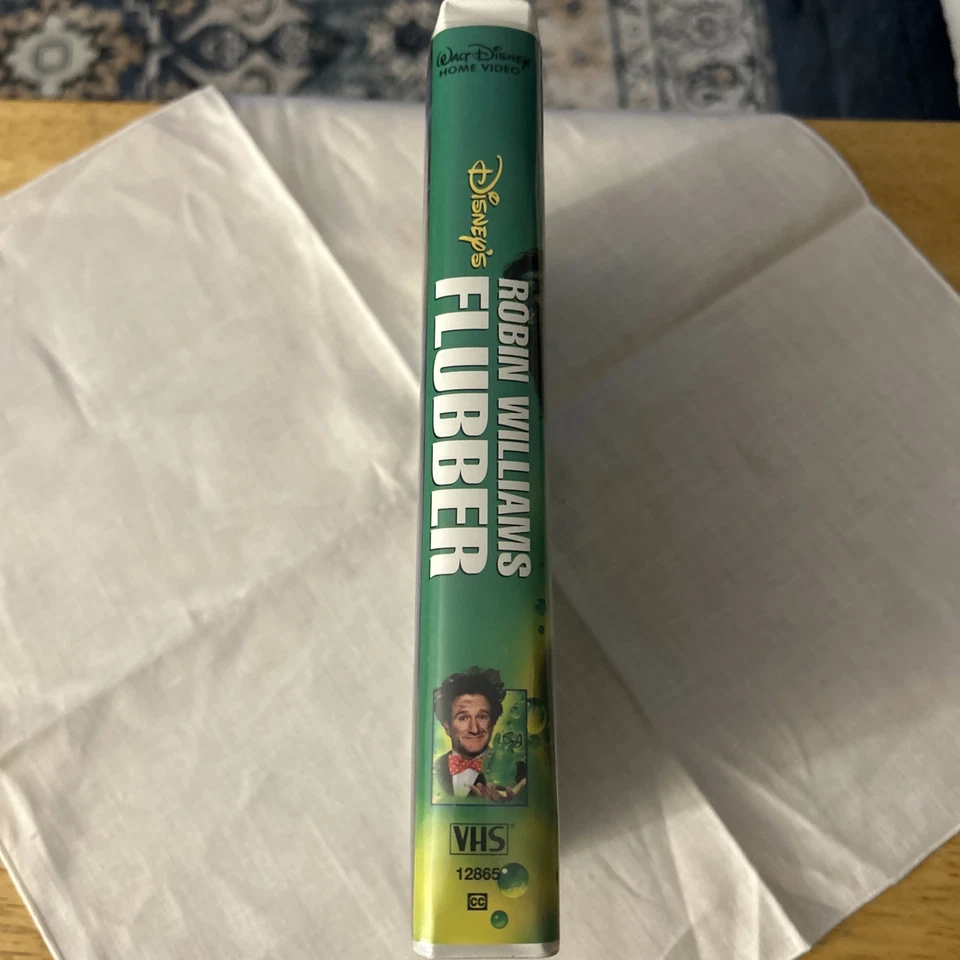 Walt Disney
HOME VIDEO
Disney's
ROBIN WILLIAMS
FLUBBER
VHS
12865
CC